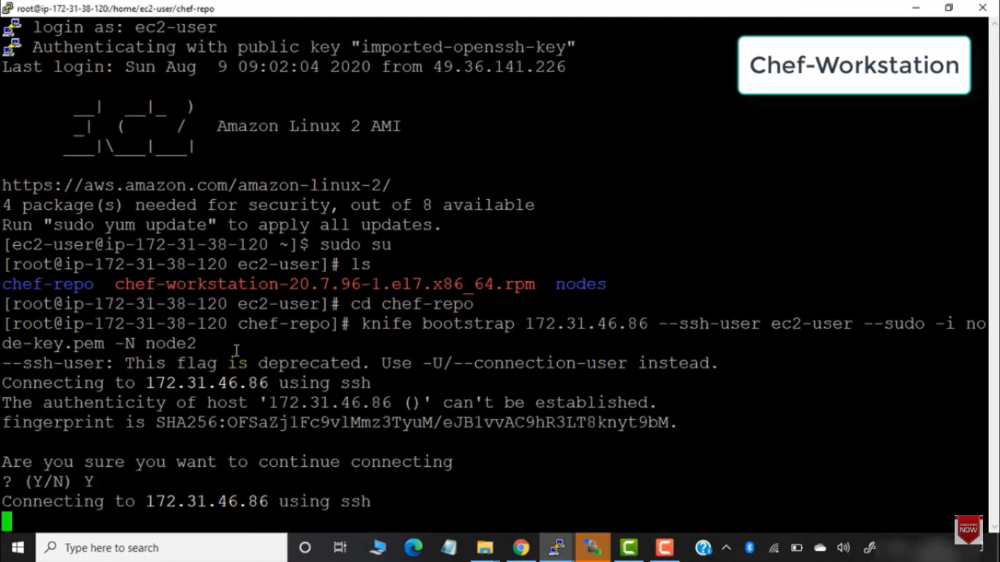 root@ip-172-31-38-120:/home/ec2-user/chef-repo
login as: ec2-user
Authenticating with public key "imported-openssh-key"
Last login: Sun Aug  9 09:02:04 2020 from 49.36.141.226
Chef-Workstation
       __|  __|_  )
       _|  (     /   Amazon Linux 2 AMI
      ___|\___|___|
https://aws.amazon.com/amazon-linux-2/
4 package(s) needed for security, out of 8 available
Run "sudo yum update" to apply all updates.
[ec2-user@ip-172-31-38-120 ~]$ sudo su
[root@ip-172-31-38-120 ec2-user]# ls
chef-repo  chef-workstation-20.7.96-1.el7.x86_64.rpm  nodes
[root@ip-172-31-38-120 ec2-user]# cd chef-repo
[root@ip-172-31-38-120 chef-repo]# knife bootstrap 172.31.46.86 --ssh-user ec2-user --sudo -i no
de-key.pem -N node2
--ssh-user: This flag is deprecated. Use -U/--connection-user instead.
Connecting to 172.31.46.86 using ssh
The authenticity of host '172.31.46.86 ()' can't be established.
fingerprint is SHA256:OFSaZj1Fc9vlMmz3TyuM/eJB1vvAC9hR3LT8knyt9bM.
Are you sure you want to continue connecting
? (Y/N) Y
Connecting to 172.31.46.86 using ssh
SUBSCRIBE
NOW
Type here to search